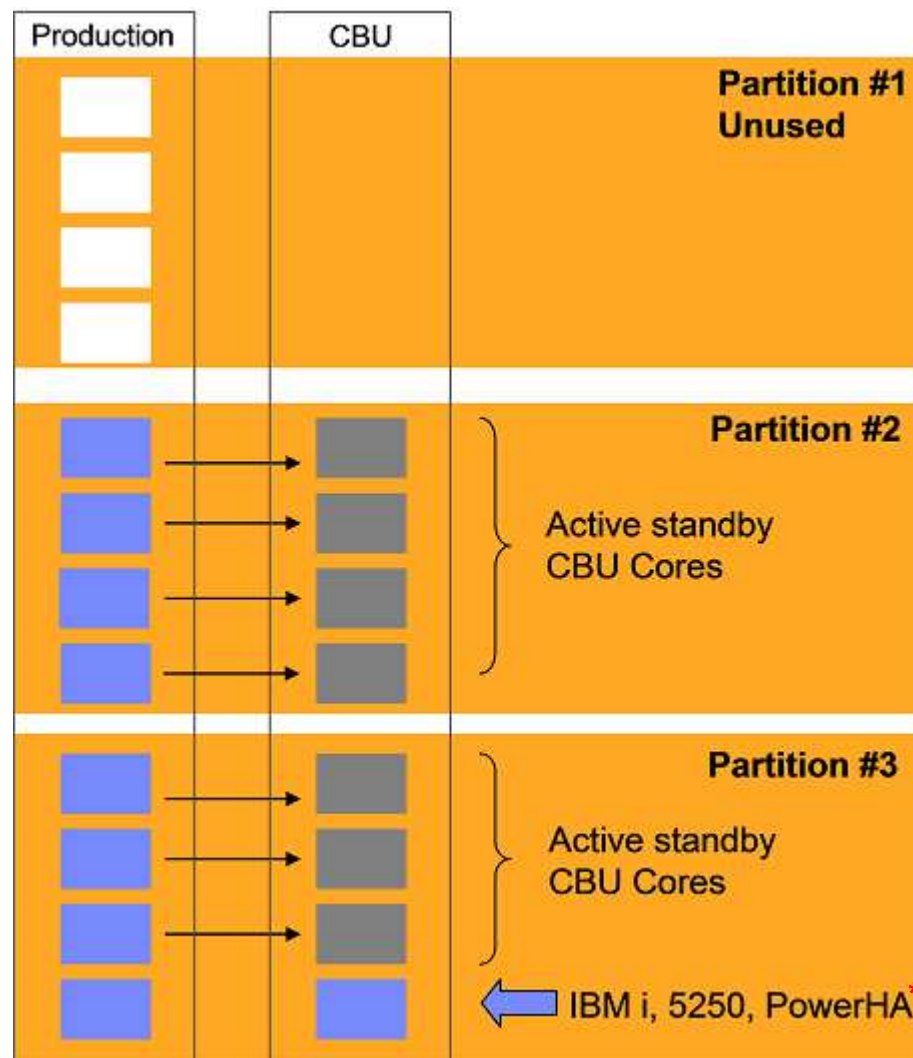 Production
CBU
Partition #1
Unused
Partition #2
Active standby
CBU Cores
Partition #3
Active standby
CBU Cores
IBM i, 5250, PowerHA*